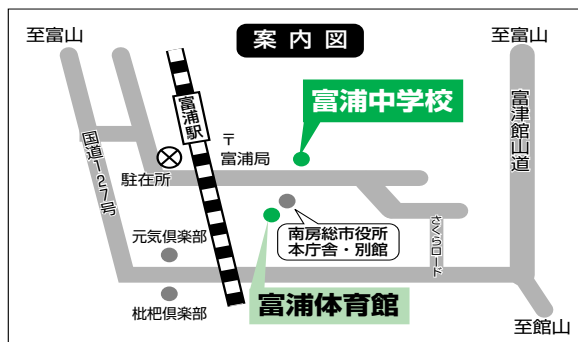 案内図
至富山
至富山
富浦駅
富浦中学校
〒
富浦局
国道127号
富津館山道
駐在所
南房総市役所
本庁舎・別館
さくらロード
元気倶楽部
富浦体育館
枇杷倶楽部
至館山